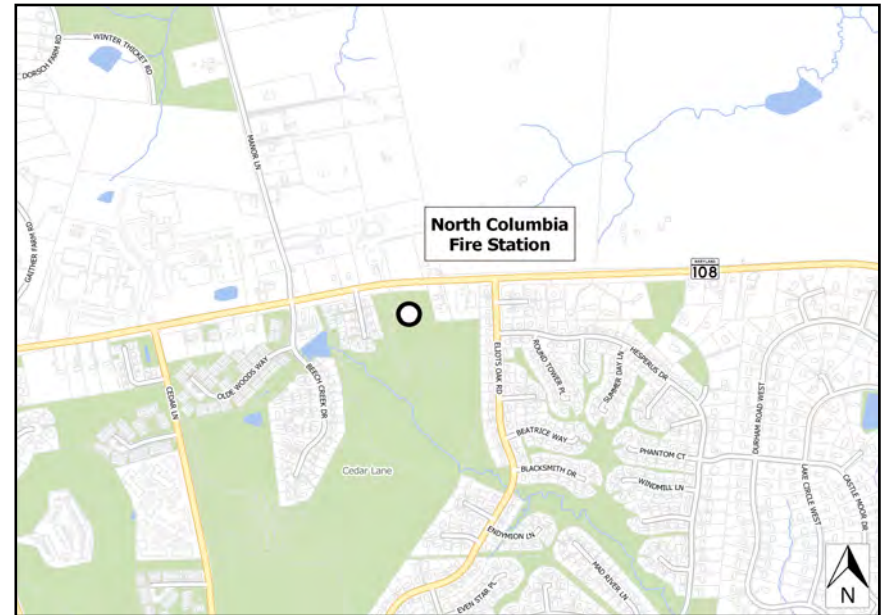 WINTER THICKET RD
DORSCH FARM RD
MANOR LN
North Columbia
Fire Station
GAITHER FARM RD
MARYLAND
108
CEDAR LN
OLDE WOODS WAY
BEECH CREEK DR
ELIOTS OAK RD
ROUND TOWER PL
SUMMER DAY LN
HESPERUS DR
DURHAM ROAD WEST
BEATRICE WAY
PHANTOM CT
Cedar Lane
BLACKSMITH DR
WINDMILL LN
LAKE CIRCLE WEST
CASTLE MOOR DR
ENDYMION LN
MAD RIVER LN
EVEN STAR PL
N